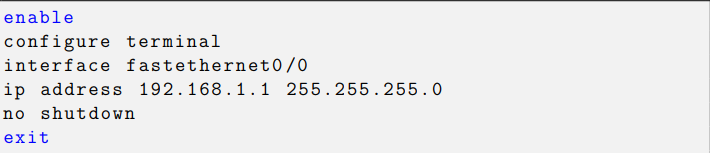 enable
configure terminal
interface fastethernet0/0
ip address 192.168.1.1 255.255.255.0
no shutdown
exit